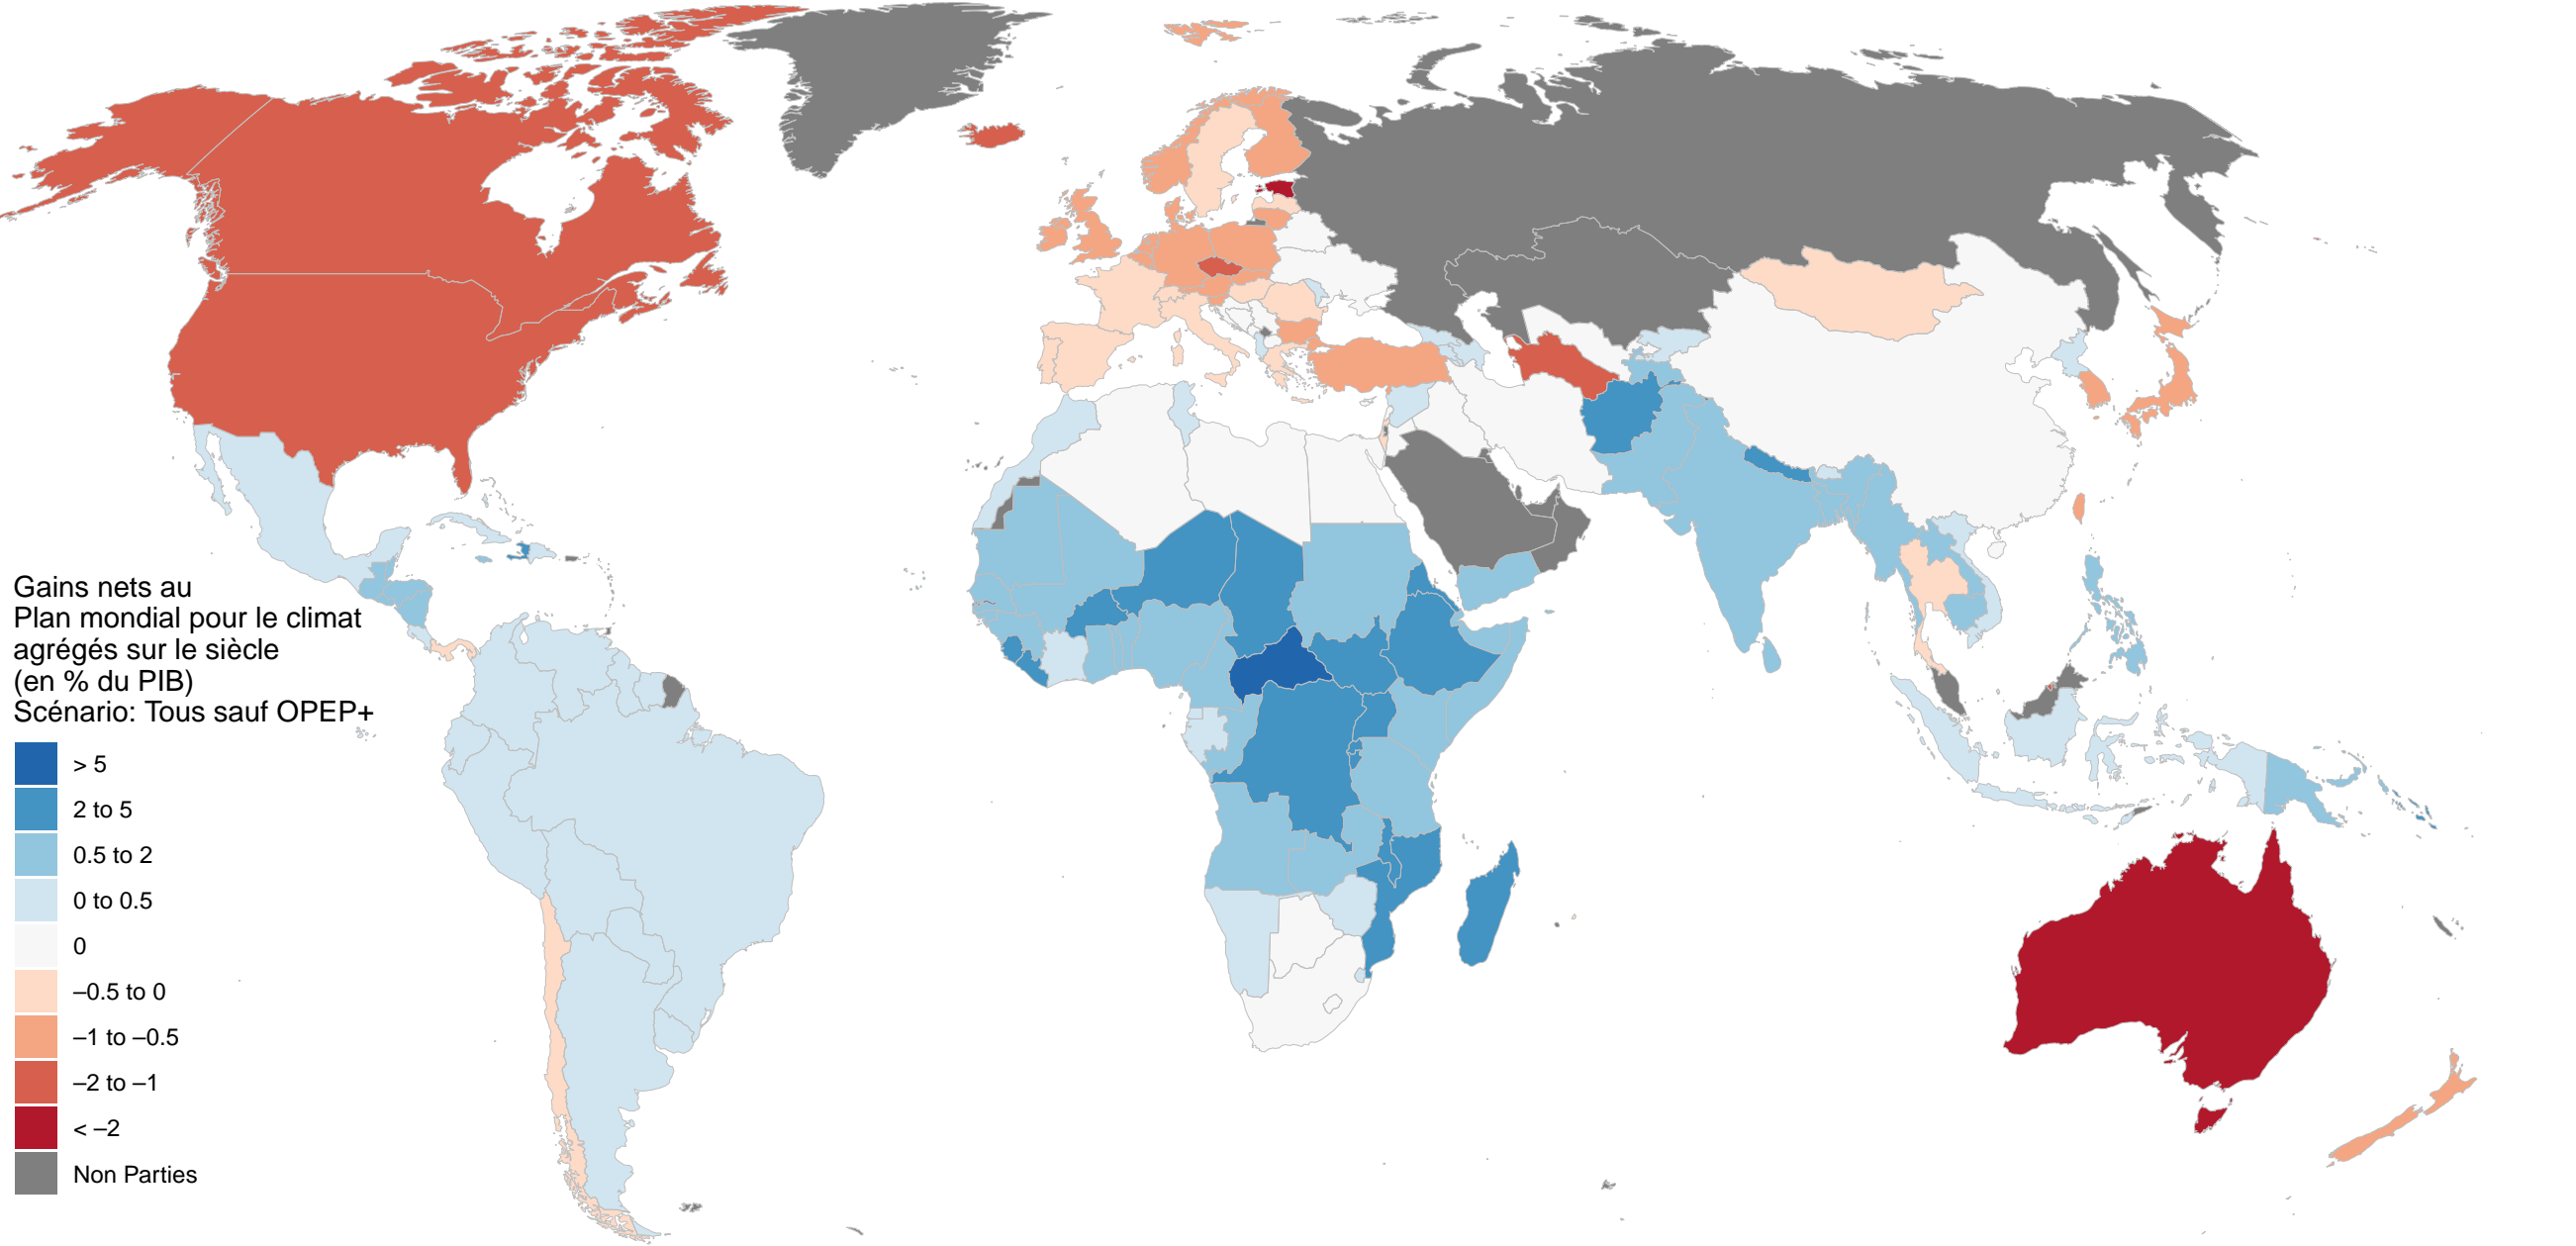 Gains nets au
Plan mondial pour le climat
agrégés sur le siècle
(en % du PIB)
Scénario: Tous sauf OPEP+
> 5
2 to 5
0.5 to 2
0 to 0.5
0
–0.5 to 0
–1 to –0.5
–2 to –1
< –2
Non Parties